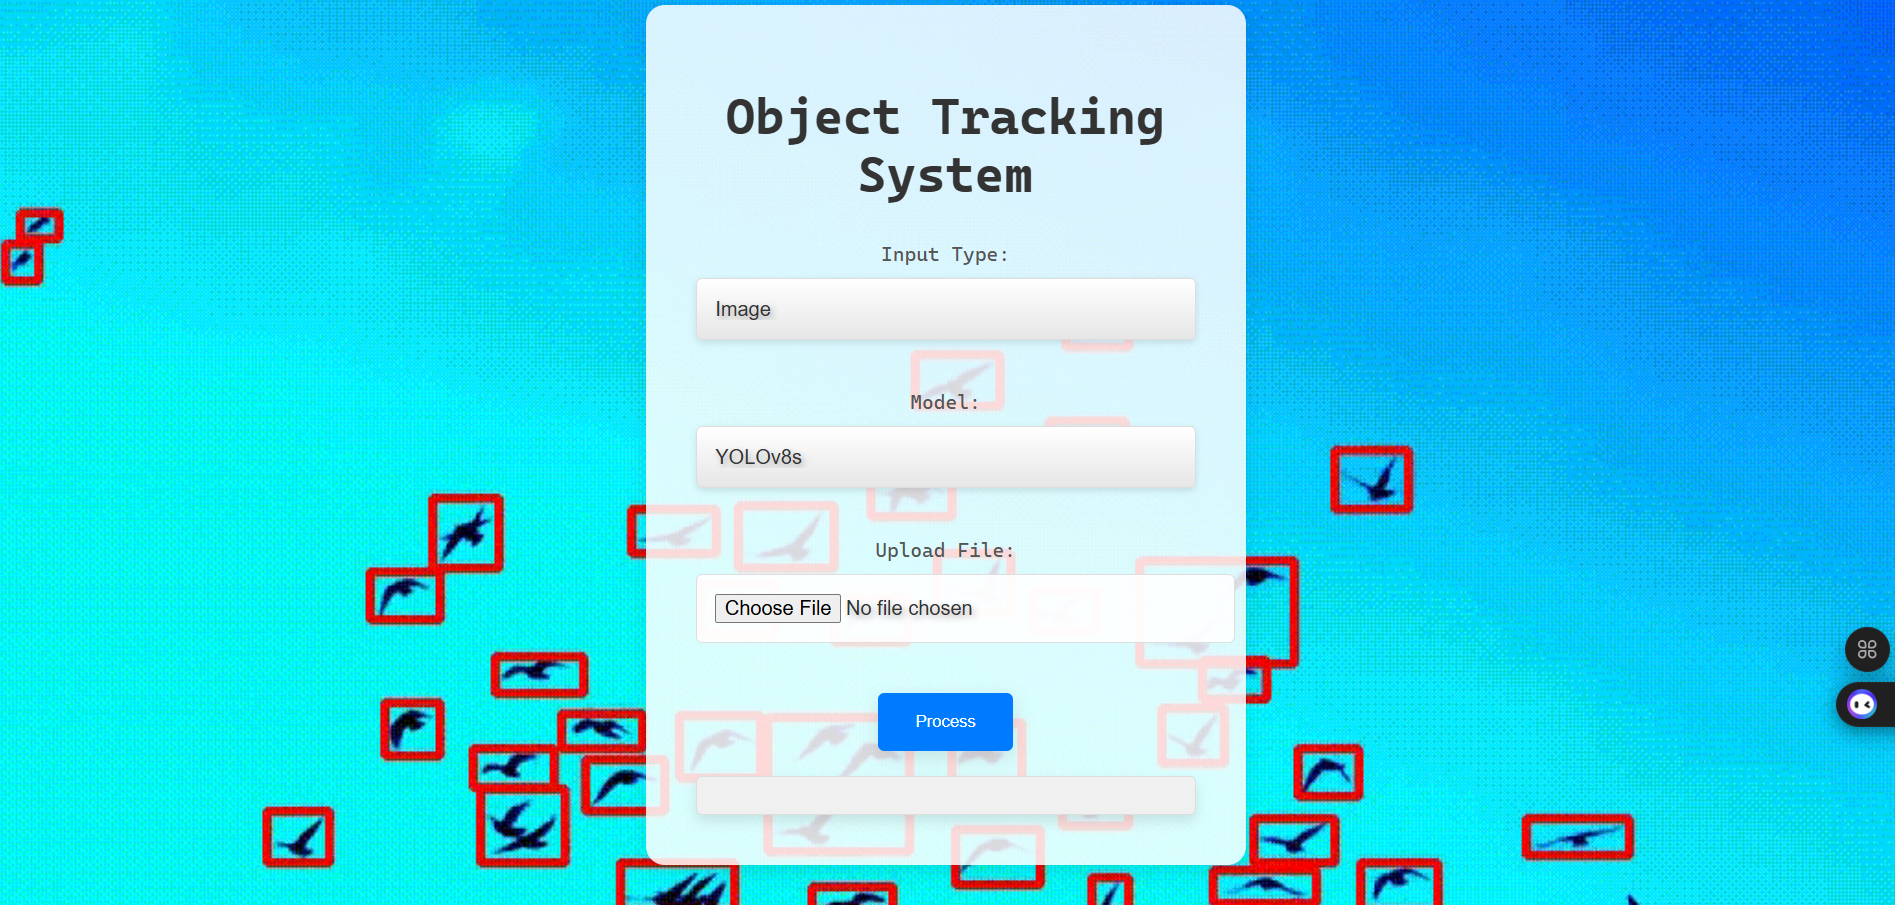 Object Tracking
System
Input Type:
Image
Model:
YOLOv8s
Upload File:
Choose File No file chosen
Process